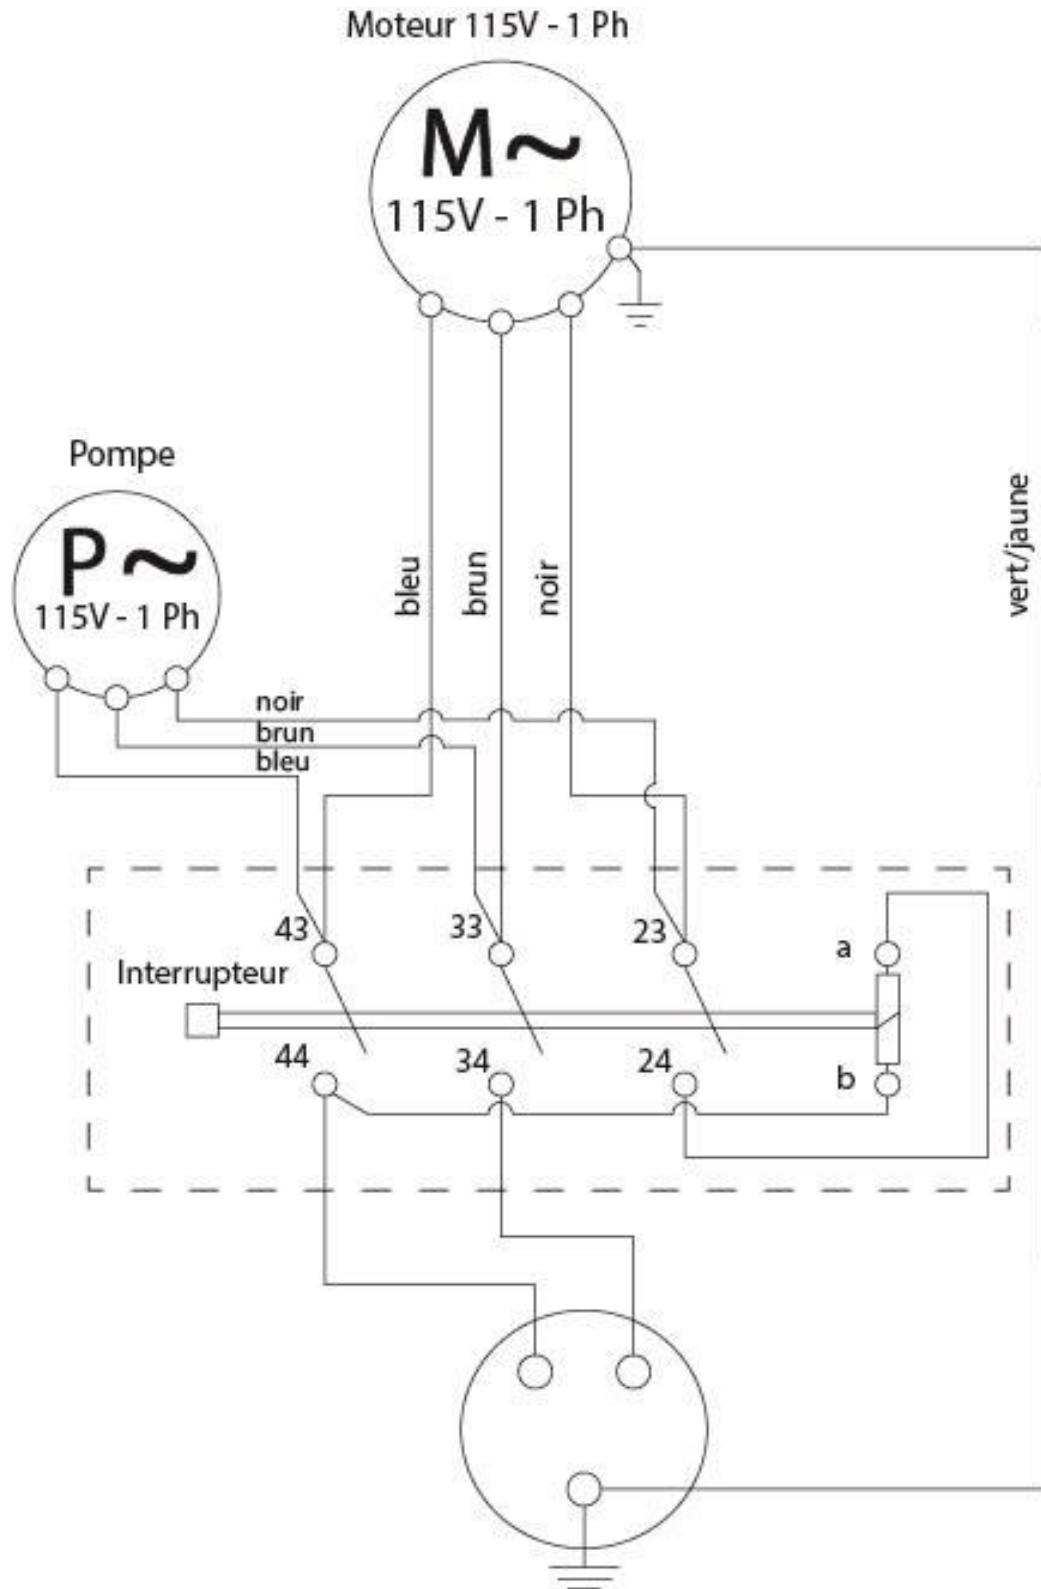 Moteur 115V - 1 Ph
M~
115V - 1 Ph
Pompe
P~
115V - 1 Ph
bleu
brun
noir
vert/jaune
noir
brun
bleu
43
33
23
a
Interrupteur
44
34
24
b